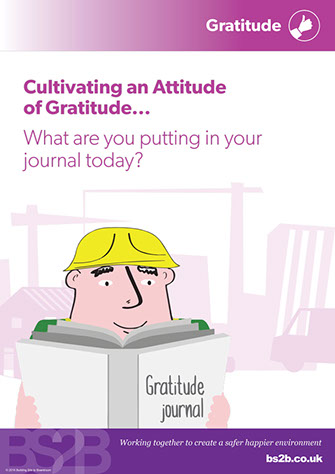 Gratitude
Cultivating an Attitude
of Gratitude...
What are you putting in your
journal today?
Gratitude
journal
BS2B
Working together to create a safer happier environment
bs2b.co.uk